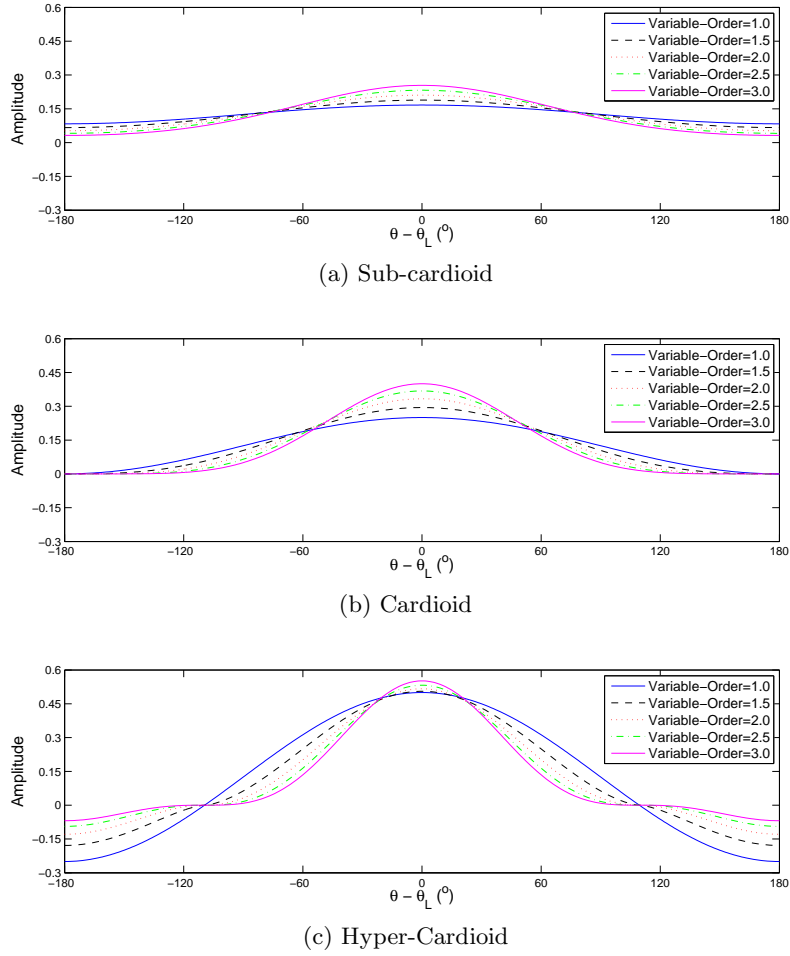 0.6
0.45
0.3
0.15
0
−0.15
−0.3
Amplitude
Variable−Order=1.0
Variable−Order=1.5
Variable−Order=2.0
Variable−Order=2.5
Variable−Order=3.0
−180 −120 −60 0 60 120 180
θ − θL (o)
(a) Sub-cardioid
0.6
0.45
0.3
0.15
0
−0.15
−0.3
Amplitude
Variable−Order=1.0
Variable−Order=1.5
Variable−Order=2.0
Variable−Order=2.5
Variable−Order=3.0
−180 −120 −60 0 60 120 180
θ − θL (o)
(b) Cardioid
0.6
0.45
0.3
0.15
0
−0.15
−0.3
Amplitude
Variable−Order=1.0
Variable−Order=1.5
Variable−Order=2.0
Variable−Order=2.5
Variable−Order=3.0
−180 −120 −60 0 60 120 180
θ − θL (o)
(c) Hyper-Cardioid